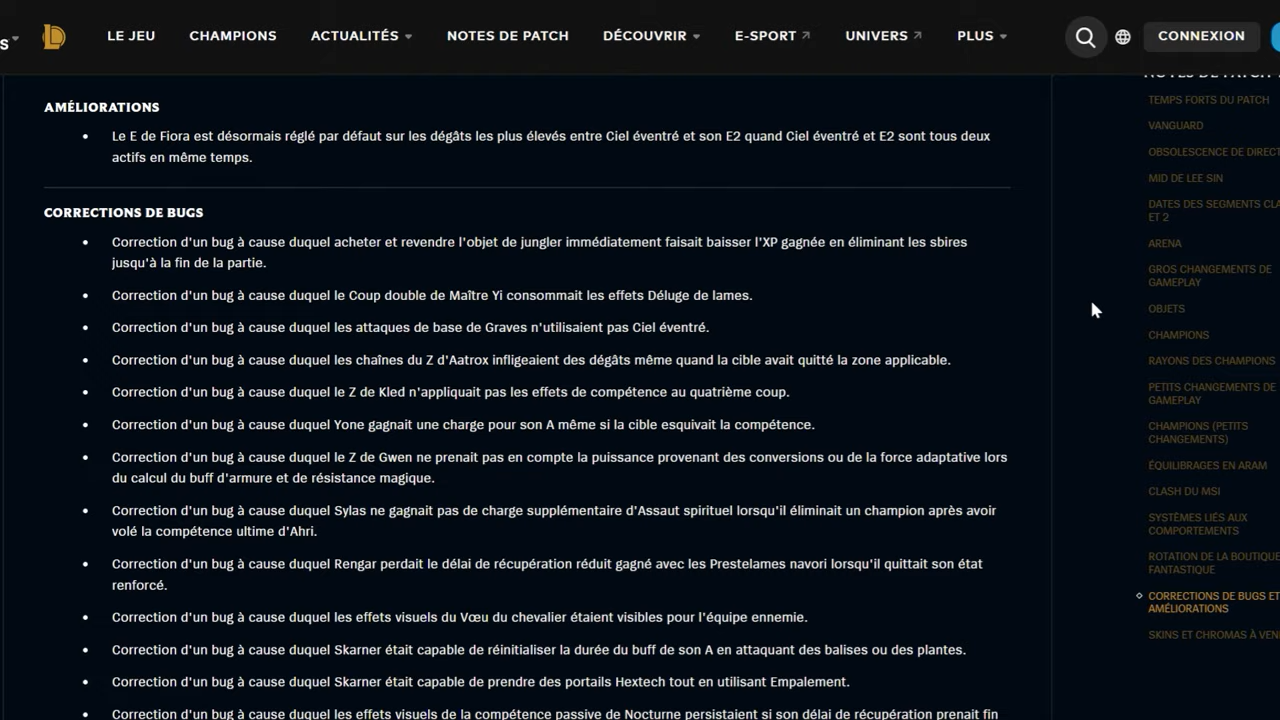 S
LE JEU CHAMPIONS ACTUALITÉS NOTES DE PATCH DÉCOUVRIR E-SPORT UNIVERS PLUS CONNEXION
AMÉLIORATIONS
Le E de Fiora est désormais réglé par défaut sur les dégâts les plus élevés entre Ciel éventré et son E2 quand Ciel éventré et E2 sont tous deux
actifs en même temps.
CORRECTIONS DE BUGS
Correction d'un bug à cause duquel acheter et revendre l'objet de jungler immédiatement faisait baisser l'XP gagnée en éliminant les sbires
jusqu'à la fin de la partie.
Correction d'un bug à cause duquel le Coup double de Maître Yi consommait les effets Déluge de lames.
Correction d'un bug à cause duquel les attaques de base de Graves n'utilisaient pas Ciel éventré.
Correction d'un bug à cause duquel les chaînes du Z d'Aatrox infligeaient des dégâts même quand la cible avait quitté la zone applicable.
Correction d'un bug à cause duquel le Z de Kled n'appliquait pas les effets de compétence au quatrième coup.
Correction d'un bug à cause duquel Yone gagnait une charge pour son A même si la cible esquivait la compétence.
Correction d'un bug à cause duquel le Z de Gwen ne prenait pas en compte la puissance provenant des conversions ou de la force adaptative lors
du calcul du buff d'armure et de résistance magique.
Correction d'un bug à cause duquel Sylas ne gagnait pas de charge supplémentaire d'Assaut spirituel lorsqu'il éliminait un champion après avoir
volé la compétence ultime d'Ahri.
Correction d'un bug à cause duquel Rengar perdait le délai de récupération réduit gagné avec les Prestelames navori lorsqu'il quittait son état
renforcé.
Correction d'un bug à cause duquel les effets visuels du Vœu du chevalier étaient visibles pour l'équipe ennemie.
Correction d'un bug à cause duquel Skarner était capable de réinitialiser la durée du buff de son A en attaquant des balises ou des plantes.
Correction d'un bug à cause duquel Skarner était capable de prendre des portails Hextech tout en utilisant Empalement.
Correction d'un bug à cause duquel les effets visuels de la compétence passive de Nocturne persistaient si son délai de récupération prenait fin
NOTES DE PATCH
TEMPS FORTS DU PATCH
VANGUARD
OBSOLESCENCE DE DIRECT
MID DE LEE SIN
DATES DES SEGMENTS CLA
ET 2
ARENA
GROS CHANGEMENTS DE
GAMEPLAY
OBJETS
CHAMPIONS
RAYONS DES CHAMPIONS
PETITS CHANGEMENTS DE
GAMEPLAY
CHAMPIONS (PETITS
CHANGEMENTS)
ÉQUILIBRAGES EN ARAM
CLASH DU MSI
SYSTÈMES LIÉS AUX
COMPORTEMENTS
ROTATION DE LA BOUTIQUE
FANTASTIQUE
CORRECTIONS DE BUGS ET
AMÉLIORATIONS
SKINS ET CHROMAS À VEN